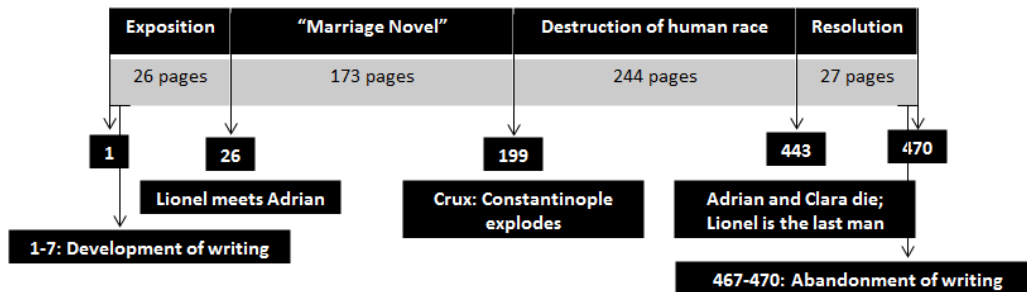 Exposition
“Marriage Novel”
Destruction of human race
Resolution
26 pages
173 pages
244 pages
27 pages
1
26
199
443
470
Lionel meets Adrian
Crux: Constantinople
explodes
Adrian and Clara die;
Lionel is the last man
1-7: Development of writing
467-470: Abandonment of writing